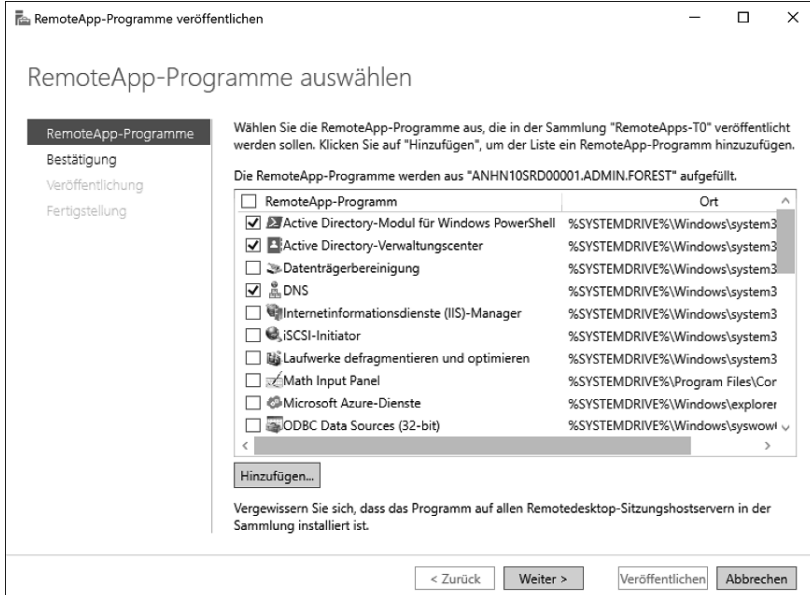 RemoteApp-Programme veröffentlichen
RemoteApp-Programme auswählen
RemoteApp-Programme
Bestätigung
Veröffentlichung
Fertigstellung
Wählen Sie die RemoteApp-Programme aus, die in der Sammlung "RemoteApps-T0" veröffentlicht
werden sollen. Klicken Sie auf "Hinzufügen", um der Liste ein RemoteApp-Programm hinzuzufügen.
Die RemoteApp-Programme werden aus "ANHN10SRD00001.ADMIN.FOREST" aufgefüllt.
RemoteApp-Programm Ort
Active Directory-Modul für Windows PowerShell %SYSTEMDRIVE%\Windows\system3
Active Directory-Verwaltungscenter %SYSTEMDRIVE%\Windows\system3
Datenträgerbereinigung %SYSTEMDRIVE%\Windows\system3
DNS %SYSTEMDRIVE%\Windows\system3
Internetinformationsdienste (IIS)-Manager %SYSTEMDRIVE%\Windows\system3
iSCSI-Initiator %SYSTEMDRIVE%\Windows\system3
Laufwerke defragmentieren und optimieren %SYSTEMDRIVE%\Windows\system3
Math Input Panel %SYSTEMDRIVE%\Program Files\Cor
Microsoft Azure-Dienste %SYSTEMDRIVE%\Windows\explorer
ODBC Data Sources (32-bit) %SYSTEMDRIVE%\Windows\syswow
Hinzufügen...
Vergewissern Sie sich, dass das Programm auf allen Remotedesktop-Sitzungshostservern in der
Sammlung installiert ist.
< Zurück Weiter > Veröffentlichen Abbrechen